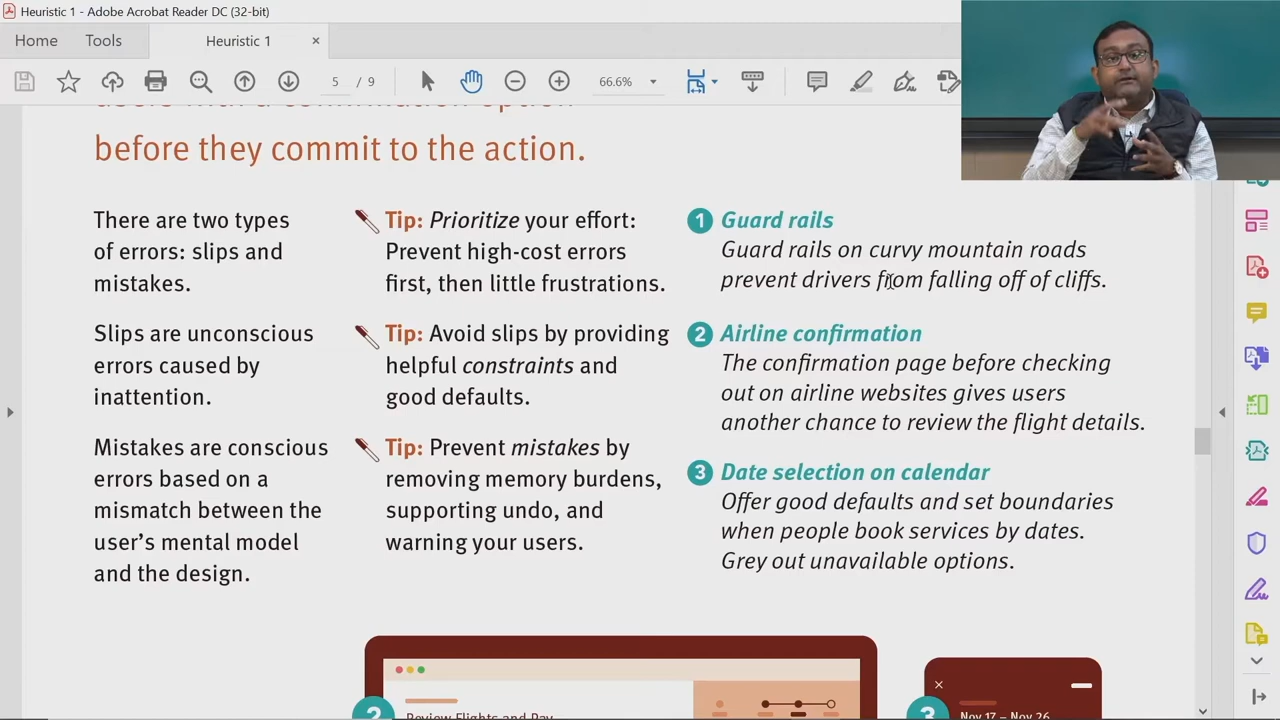 Heuristic 1 - Adobe Acrobat Reader DC (32-bit)
Home
Tools
Heuristic 1
5 / 9
66.6%
before they commit to the action.
There are two types
of errors: slips and
mistakes.
Slips are unconscious
errors caused by
inattention.
Mistakes are conscious
errors based on a
mismatch between the
user's mental model
and the design.
Tip: Prioritize your effort:
Prevent high-cost errors
first, then little frustrations.
Tip: Avoid slips by providing
helpful constraints and
good defaults.
Tip: Prevent mistakes by
removing memory burdens,
supporting undo, and
warning your users.
1 Guard rails
Guard rails on curvy mountain roads
prevent drivers from falling off of cliffs.
2 Airline confirmation
The confirmation page before checking
out on airline websites gives users
another chance to review the flight details.
3 Date selection on calendar
Offer good defaults and set boundaries
when people book services by dates.
Grey out unavailable options.
2
Review Flights and Pay
3
Nov 17 – Nov 26